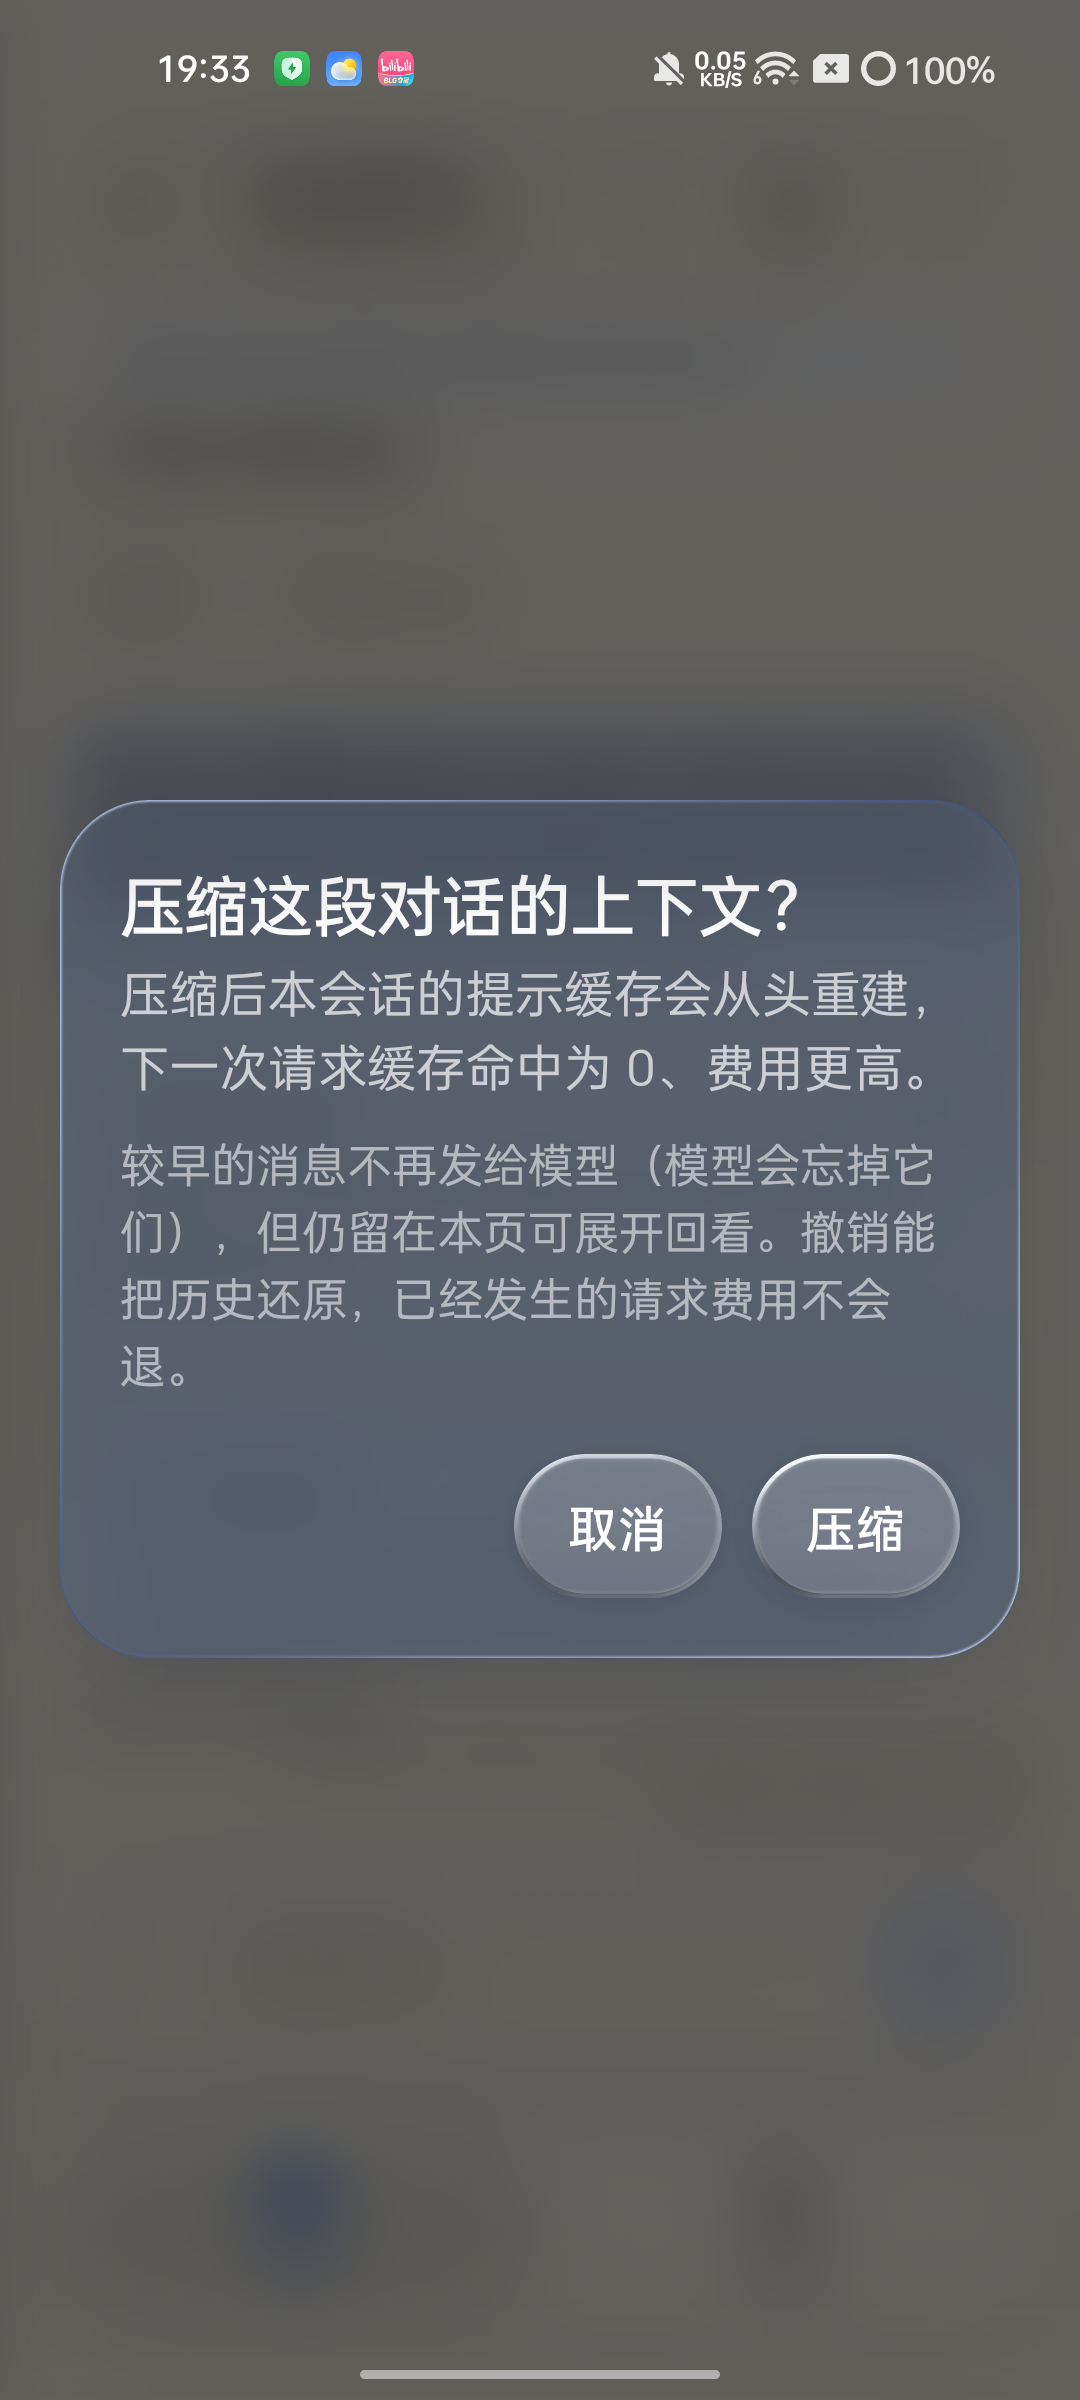 19:33
bilibili
0.05
KB/S
6
100%
压缩这段对话的上下文?
压缩后本会话的提示缓存会从头重建，
下一次请求缓存命中为 0、费用更高。
较早的消息不再发给模型（模型会忘掉它
们），但仍留在本页可展开回看。撤销能
把历史还原，已经发生的请求费用不会
退。
取消
压缩